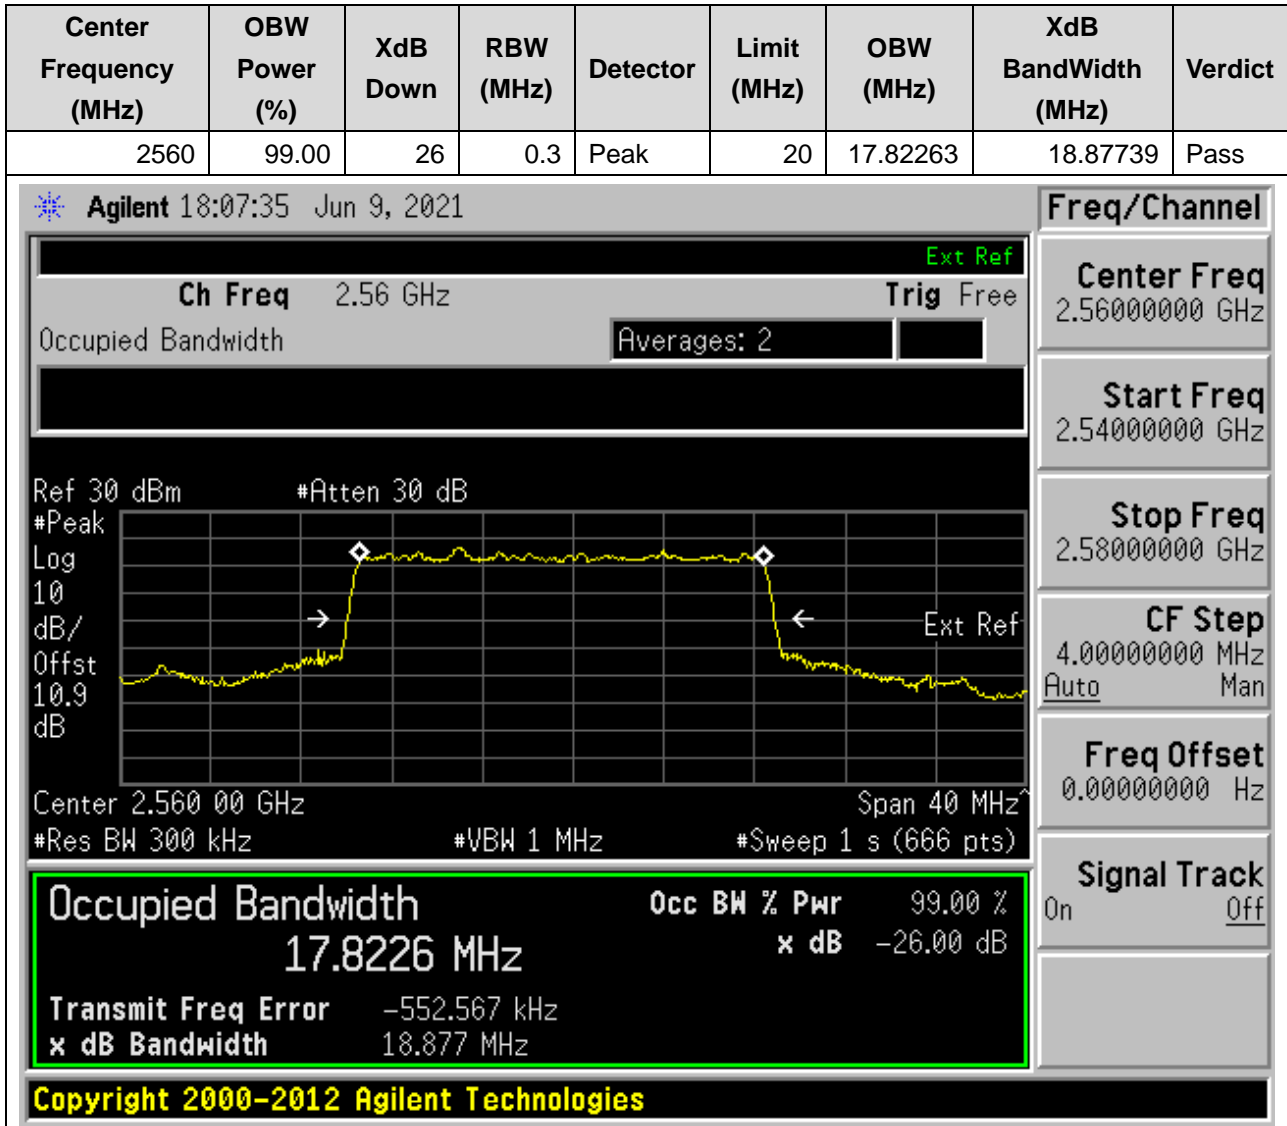 Center Frequency (MHz) OBW Power (%) XdB Down RBW (MHz) Detector Limit (MHz) OBW (MHz) XdB BandWidth (MHz) Verdict
2560 99.00 26 0.3 Peak 20 17.82263 18.87739 Pass
Agilent 18:07:35 Jun 9, 2021
Freq/Channel
Ext Ref
Ch Freq 2.56 GHz Trig Free
Occupied Bandwidth Averages: 2
Center Freq
2.56000000 GHz
Start Freq
2.54000000 GHz
Stop Freq
2.58000000 GHz
CF Step
4.00000000 MHz
Auto Man
Freq Offset
0.00000000 Hz
Signal Track
On Off
Ref 30 dBm #Atten 30 dB
#Peak
Log
10
dB/
Offst
10.9
dB
Ext Ref
Center 2.560 00 GHz Span 40 MHz^
#Res BW 300 kHz #VBW 1 MHz #Sweep 1 s (666 pts)
Occupied Bandwidth Occ BW % Pwr 99.00 %
17.8226 MHz x dB -26.00 dB
Transmit Freq Error -552.567 kHz
x dB Bandwidth 18.877 MHz
Copyright 2000-2012 Agilent Technologies